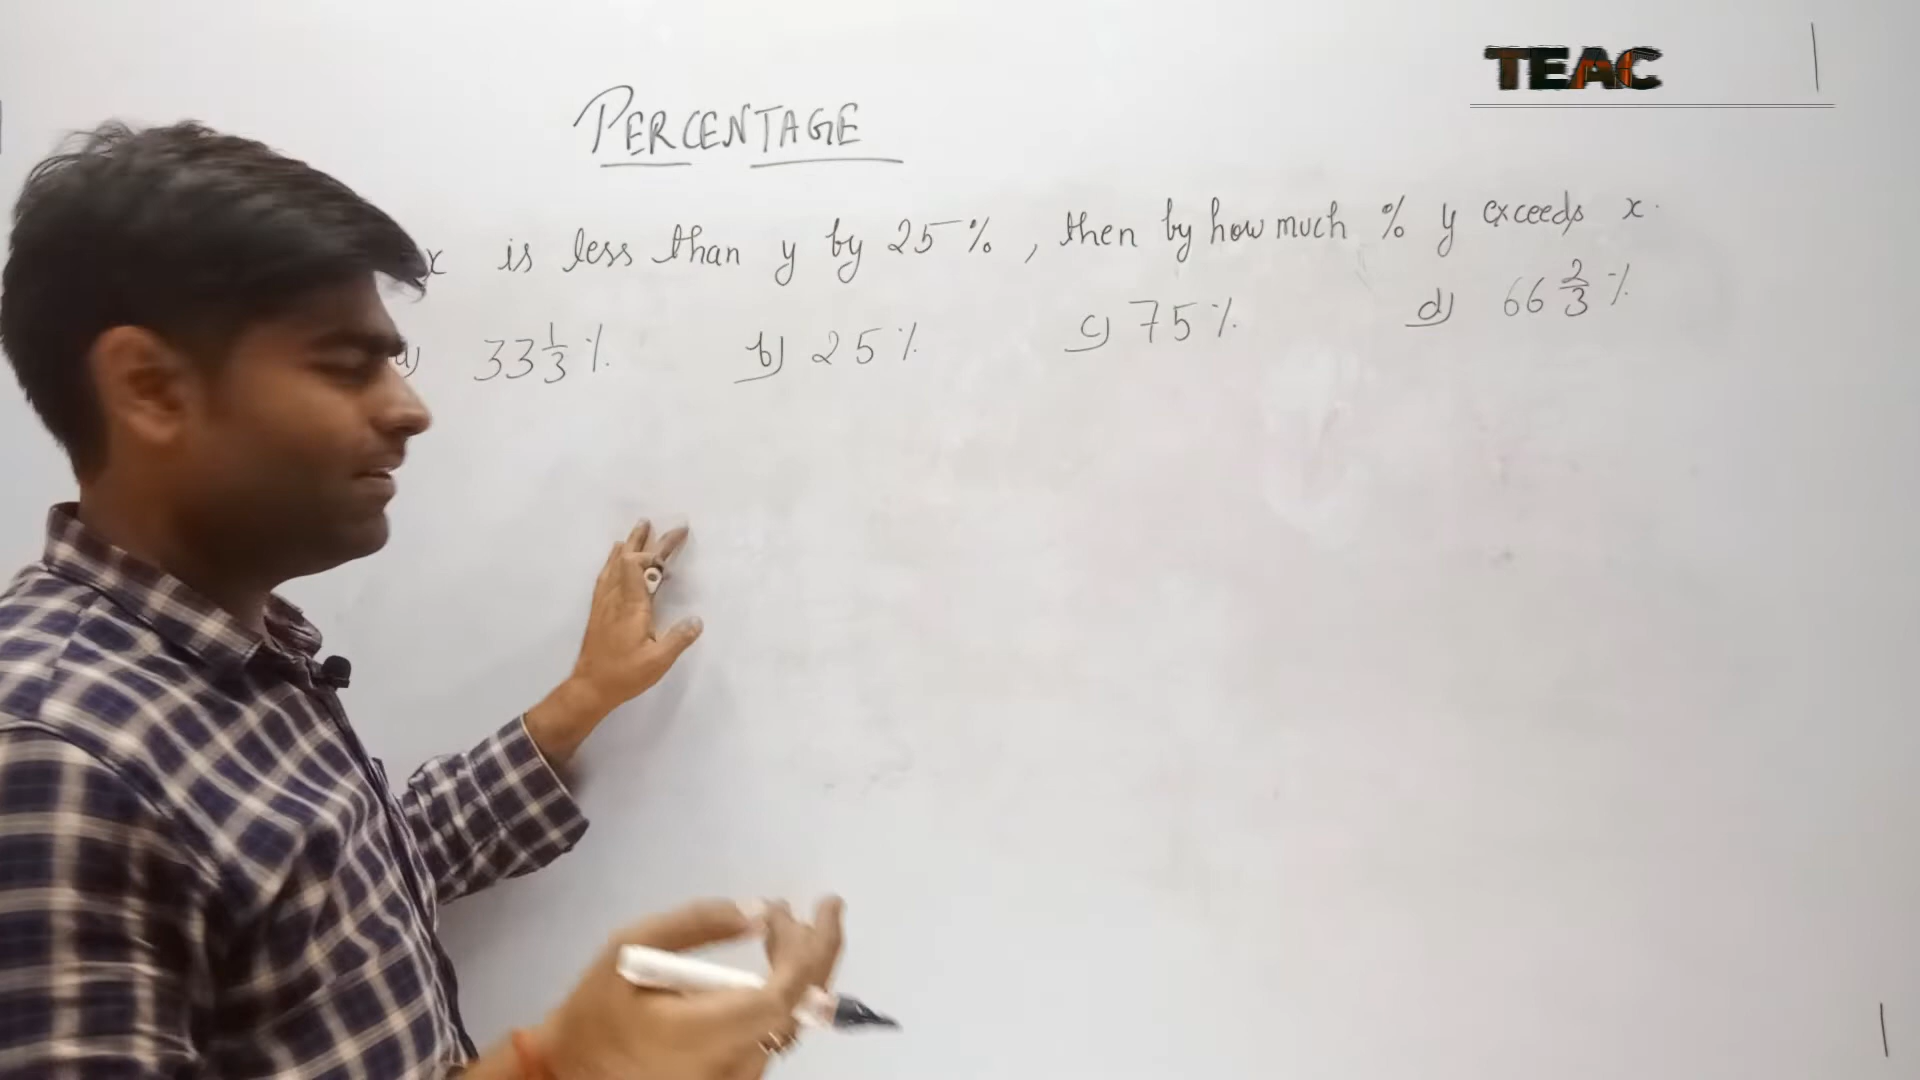 TEAC
PERCENTAGE
x is less than y by 25%, then by how much % y exceeds x.
a) 33 1/3 % b) 25% c) 75% d) 66 2/3 %